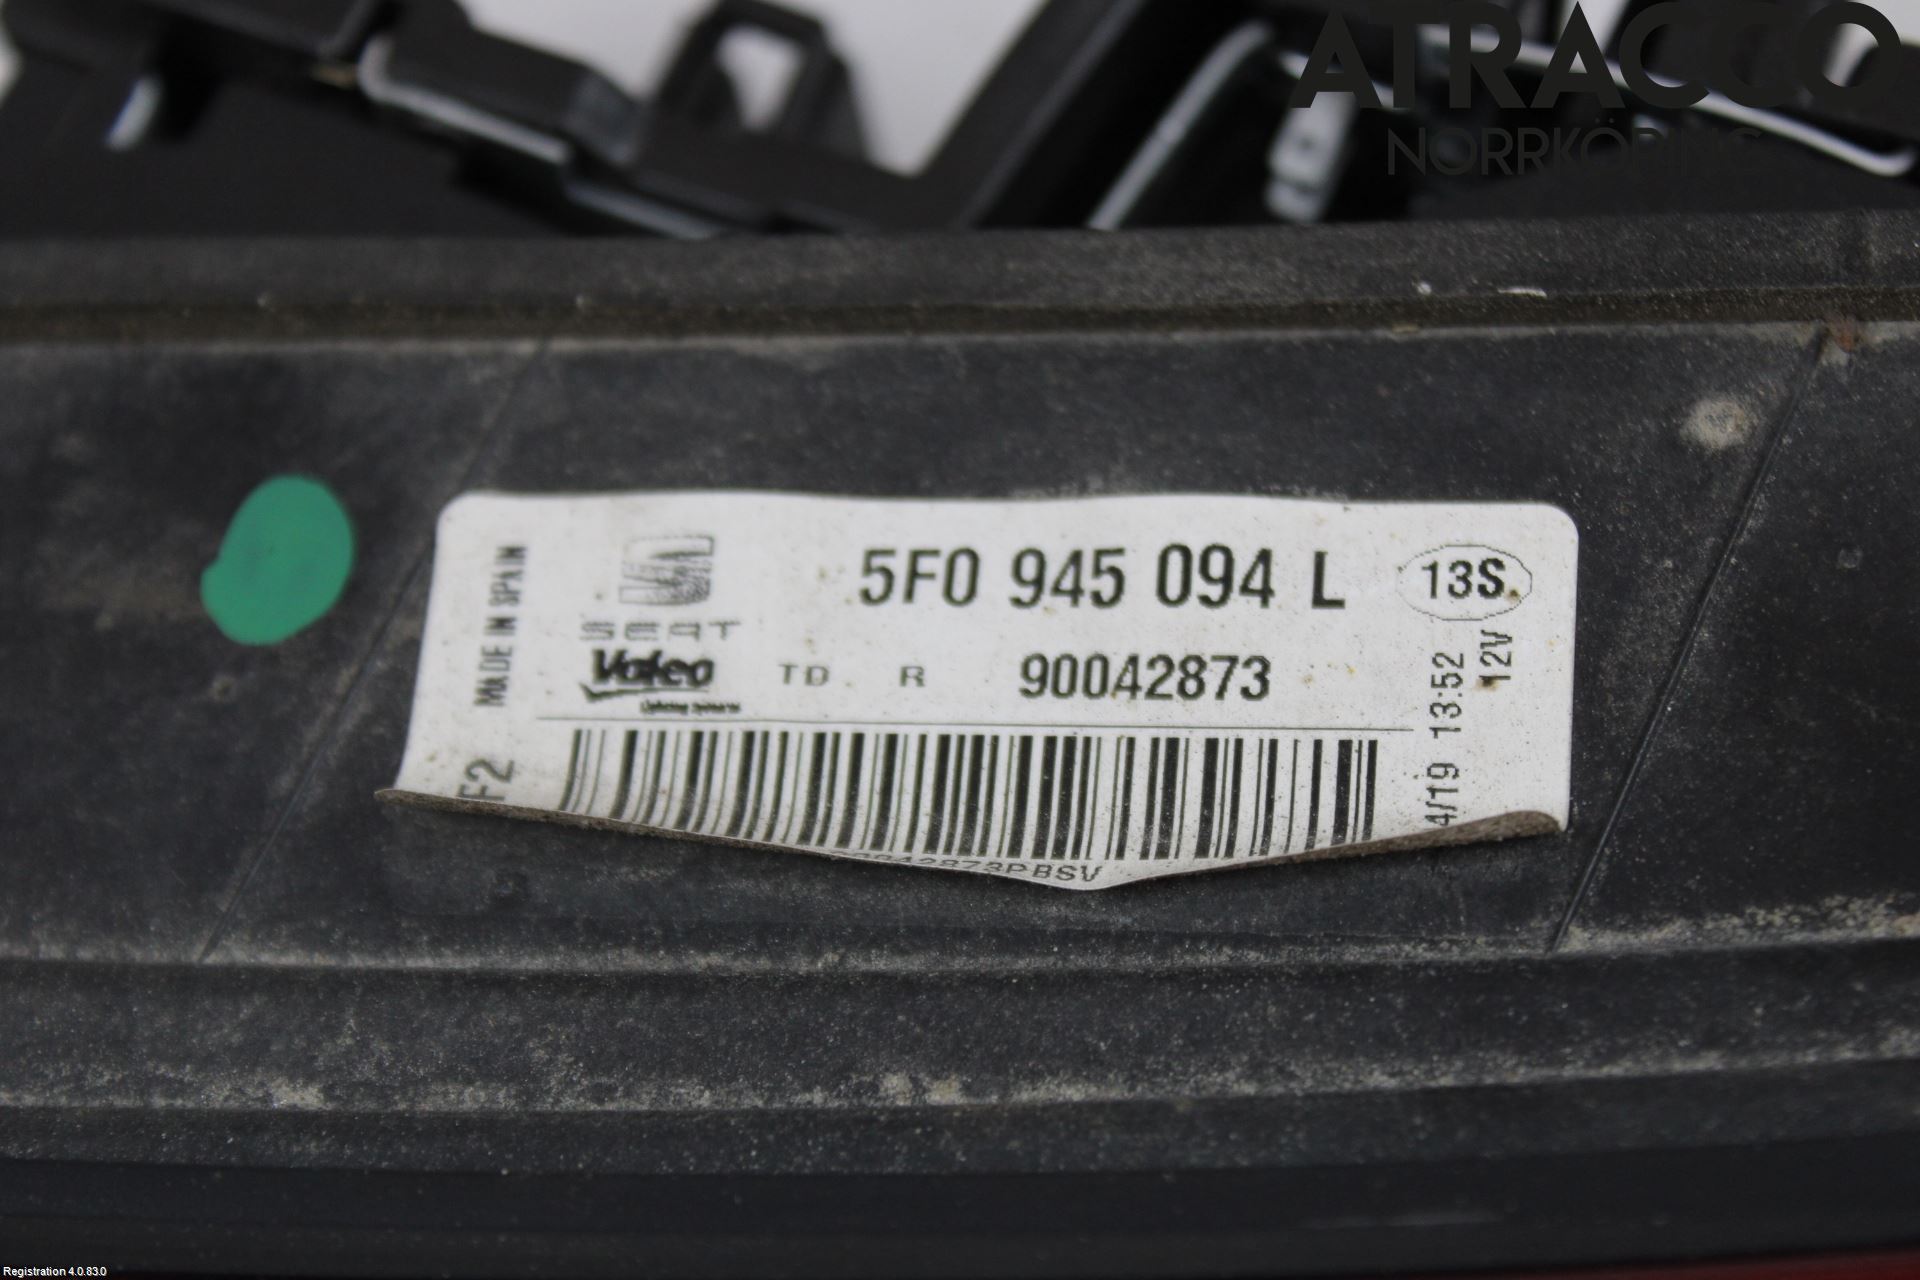 ATRACCO
NORRKÖPING
MADE IN SPAIN
SEAT
5F0 945 094 L
13S.
Valeo
TD R 90042873
12V
4/19 13:52
F2
Registration 4.0.83.0